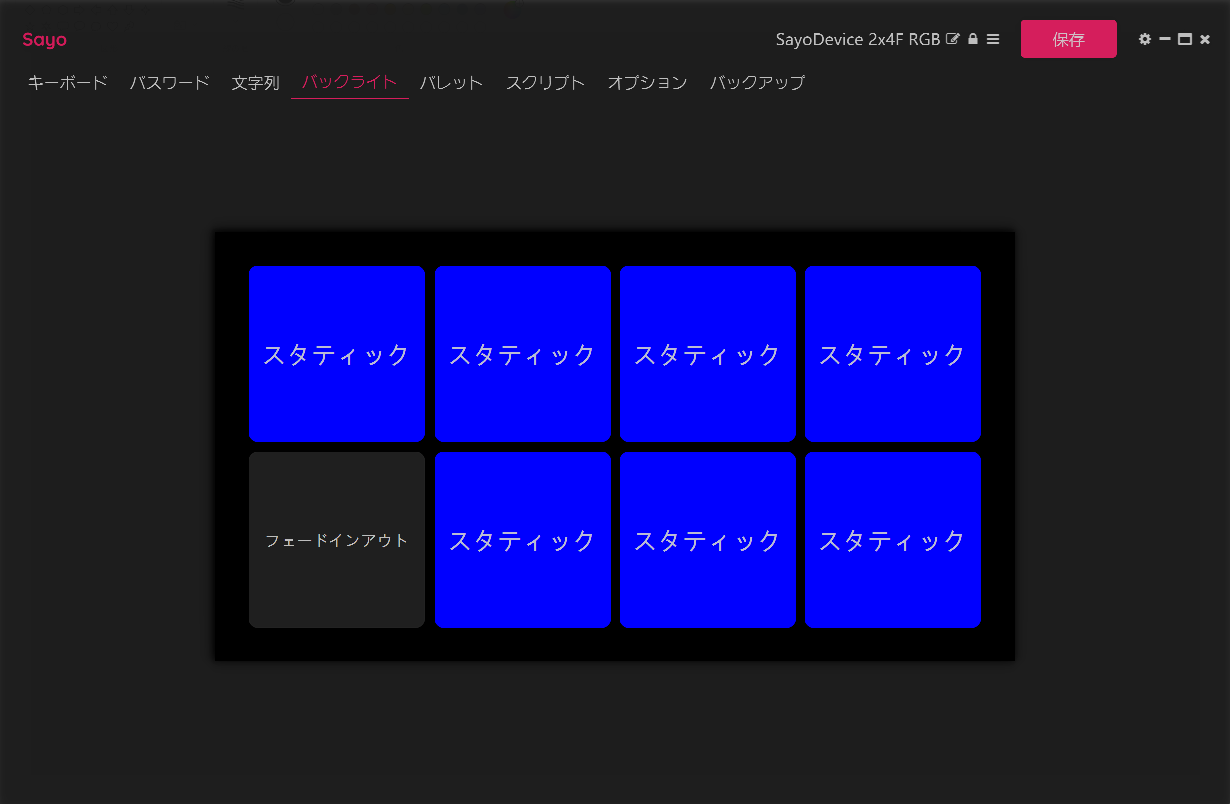 Sayo
SayoDevice 2x4F RGB
保存
キーボード パスワード 文字列 バックライト パレット スクリプト オプション バックアップ
スタティック スタティック スタティック スタティック
フェードインアウト スタティック スタティック スタティック